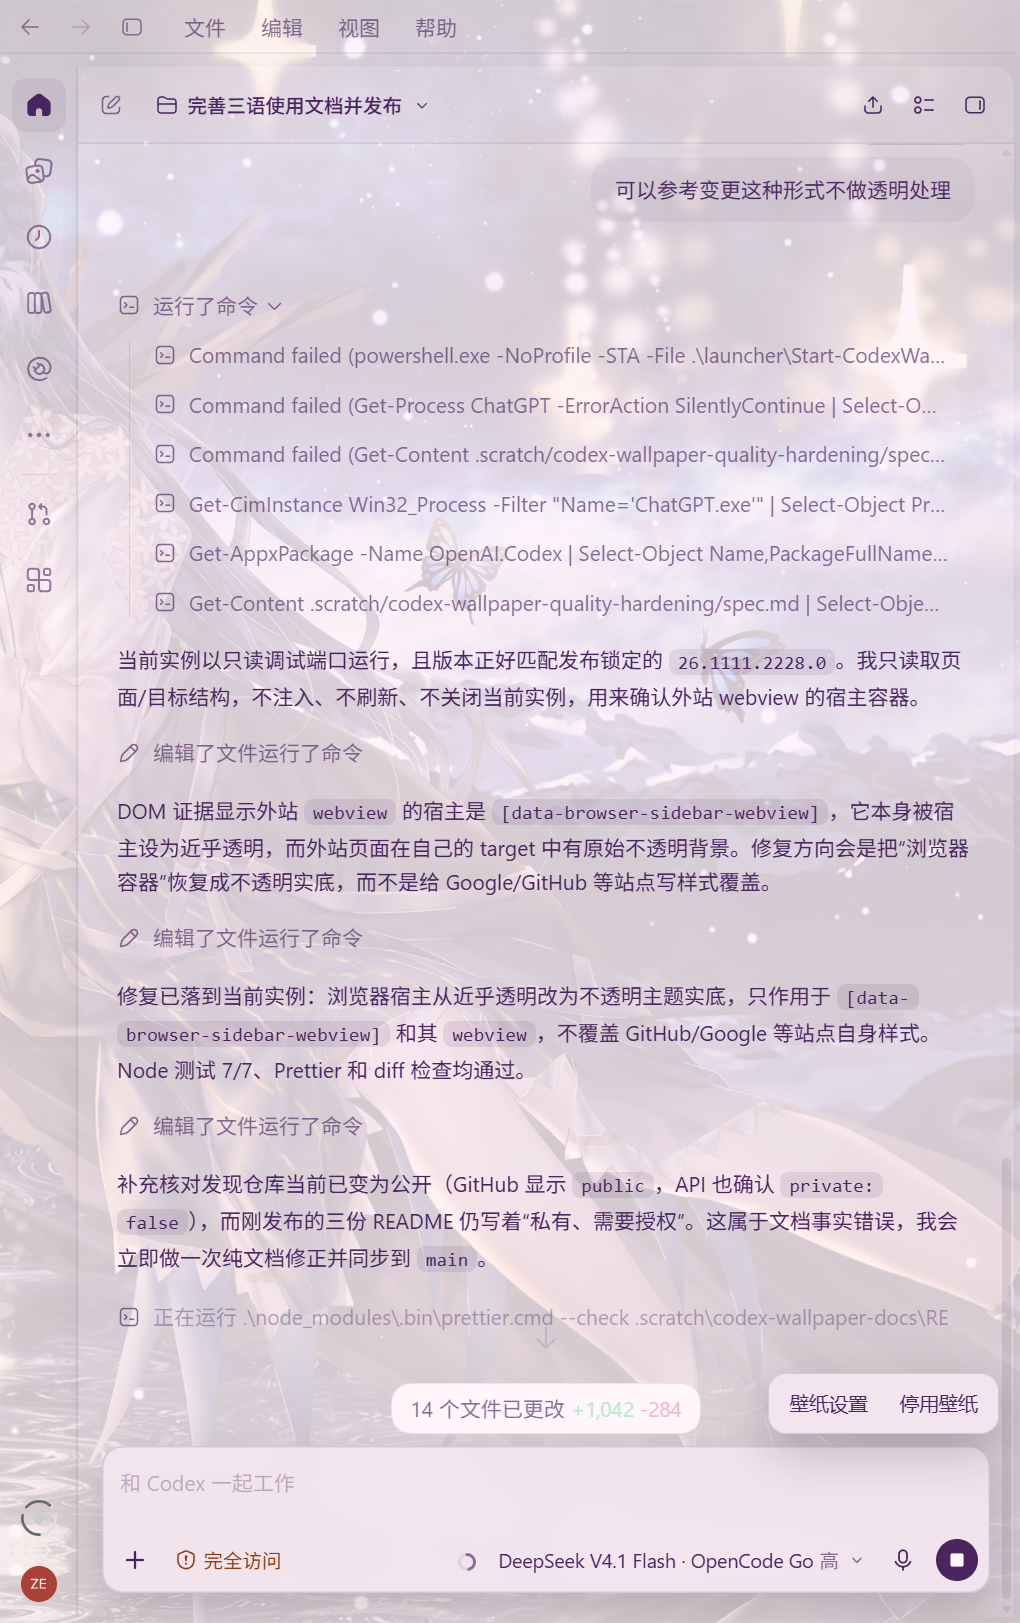 文件 编辑 视图 帮助
完善三语使用文档并发布
可以参考变更这种形式不做透明处理
运行了命令
Command failed (powershell.exe -NoProfile -STA -File .\launcher\Start-CodexWa...
Command failed (Get-Process ChatGPT -ErrorAction SilentlyContinue | Select-O...
Command failed (Get-Content .scratch/codex-wallpaper-quality-hardening/spec...
Get-CimInstance Win32_Process -Filter "Name='ChatGPT.exe'" | Select-Object Pr...
Get-AppxPackage -Name OpenAI.Codex | Select-Object Name,PackageFullName...
Get-Content .scratch/codex-wallpaper-quality-hardening/spec.md | Select-Obje...
当前实例以只读调试端口运行，且版本正好匹配发布锁定的 26.1111.2228.0 。我只读取页
面/目标结构，不注入、不刷新、不关闭当前实例，用来确认外站 webview 的宿主容器。
编辑了文件运行了命令
DOM 证据显示外站 webview 的宿主是 [data-browser-sidebar-webview] ，它本身被宿
主设为近乎透明，而外站页面在自己的 target 中有原始不透明背景。修复方向会是把“浏览器
容器”恢复成不透明实底，而不是给 Google/GitHub 等站点写样式覆盖。
编辑了文件运行了命令
修复已落到当前实例：浏览器宿主从近乎透明改为不透明主题实底，只作用于 [data-
browser-sidebar-webview] 和其 webview ，不覆盖 GitHub/Google 等站点自身样式。
Node 测试 7/7、Prettier 和 diff 检查均通过。
编辑了文件运行了命令
补充核对发现仓库当前已变为公开（GitHub 显示 public ，API 也确认 private:
false ），而刚发布的三份 README 仍写着“私有、需要授权”。这属于文档事实错误，我会
立即做一次纯文档修正并同步到 main 。
正在运行 .\node_modules\.bin\prettier.cmd --check .scratch\codex-wallpaper-docs\RE
14 个文件已更改 +1,042 -284
壁纸设置 停用壁纸
和 Codex 一起工作
完全访问 DeepSeek V4.1 Flash · OpenCode Go 高
ZE